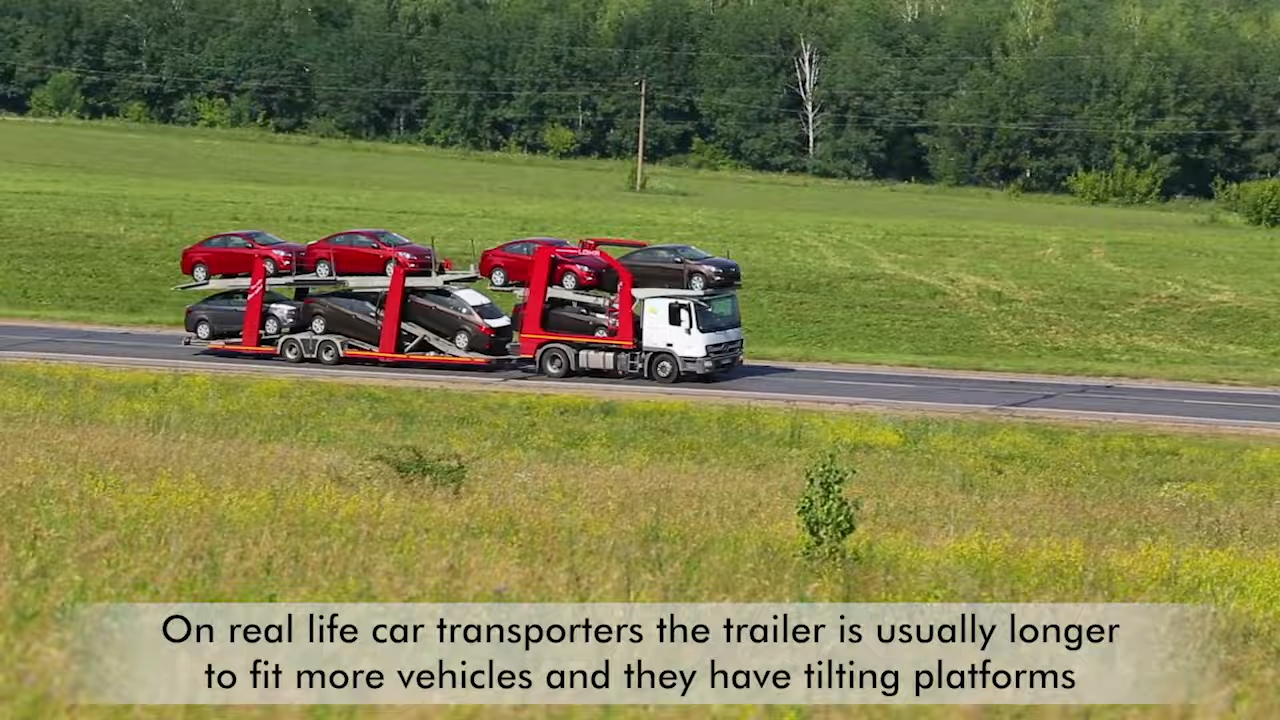 On real life car transporters the trailer is usually longer
to fit more vehicles and they have tilting platforms